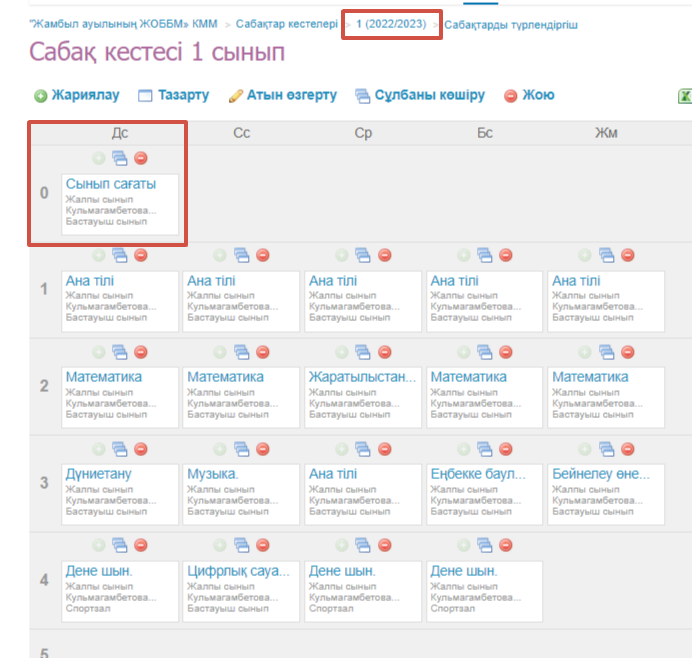 "Жамбыл ауылының ЖОББМ» КММ > Сабақтар кестелері > 1 (2022/2023) > Сабақтарды түрлендіргіш
Сабақ кестесі 1 сынып
Жариялау Тазарту Атын өзгерту Сұлбаны көшіру Жою
Дс Сс Ср Бс Жм
0
Сынып сағаты
Жалпы сынып
Кульмагамбетова...
Бастауыш сынып
1
Ана тілі Ана тілі Ана тілі Ана тілі Ана тілі
Жалпы сынып Жалпы сынып Жалпы сынып Жалпы сынып Жалпы сынып
Кульмагамбетова... Кульмагамбетова... Кульмагамбетова... Кульмагамбетова... Кульмагамбетова...
Бастауыш сынып Бастауыш сынып Бастауыш сынып Бастауыш сынып Бастауыш сынып
2
Математика Математика Жаратылыстан... Математика Математика
Жалпы сынып Жалпы сынып Жалпы сынып Жалпы сынып Жалпы сынып
Кульмагамбетова... Кульмагамбетова... Кульмагамбетова... Кульмагамбетова... Кульмагамбетова...
Бастауыш сынып Бастауыш сынып Бастауыш сынып Бастауыш сынып Бастауыш сынып
3
Дүниетану Музыка. Ана тілі Еңбекке баул... Бейнелеу өне...
Жалпы сынып Жалпы сынып Жалпы сынып Жалпы сынып Жалпы сынып
Кульмагамбетова... Кульмагамбетова... Кульмагамбетова... Кульмагамбетова... Кульмагамбетова...
Бастауыш сынып Бастауыш сынып Бастауыш сынып Бастауыш сынып Бастауыш сынып
4
Дене шын. Цифрлық сауа... Дене шын. Дене шын.
Жалпы сынып Жалпы сынып Жалпы сынып Жалпы сынып
Кульмагамбетова... Кульмагамбетова... Кульмагамбетова... Кульмагамбетова...
Спортзал Бастауыш сынып Спортзал Спортзал
5